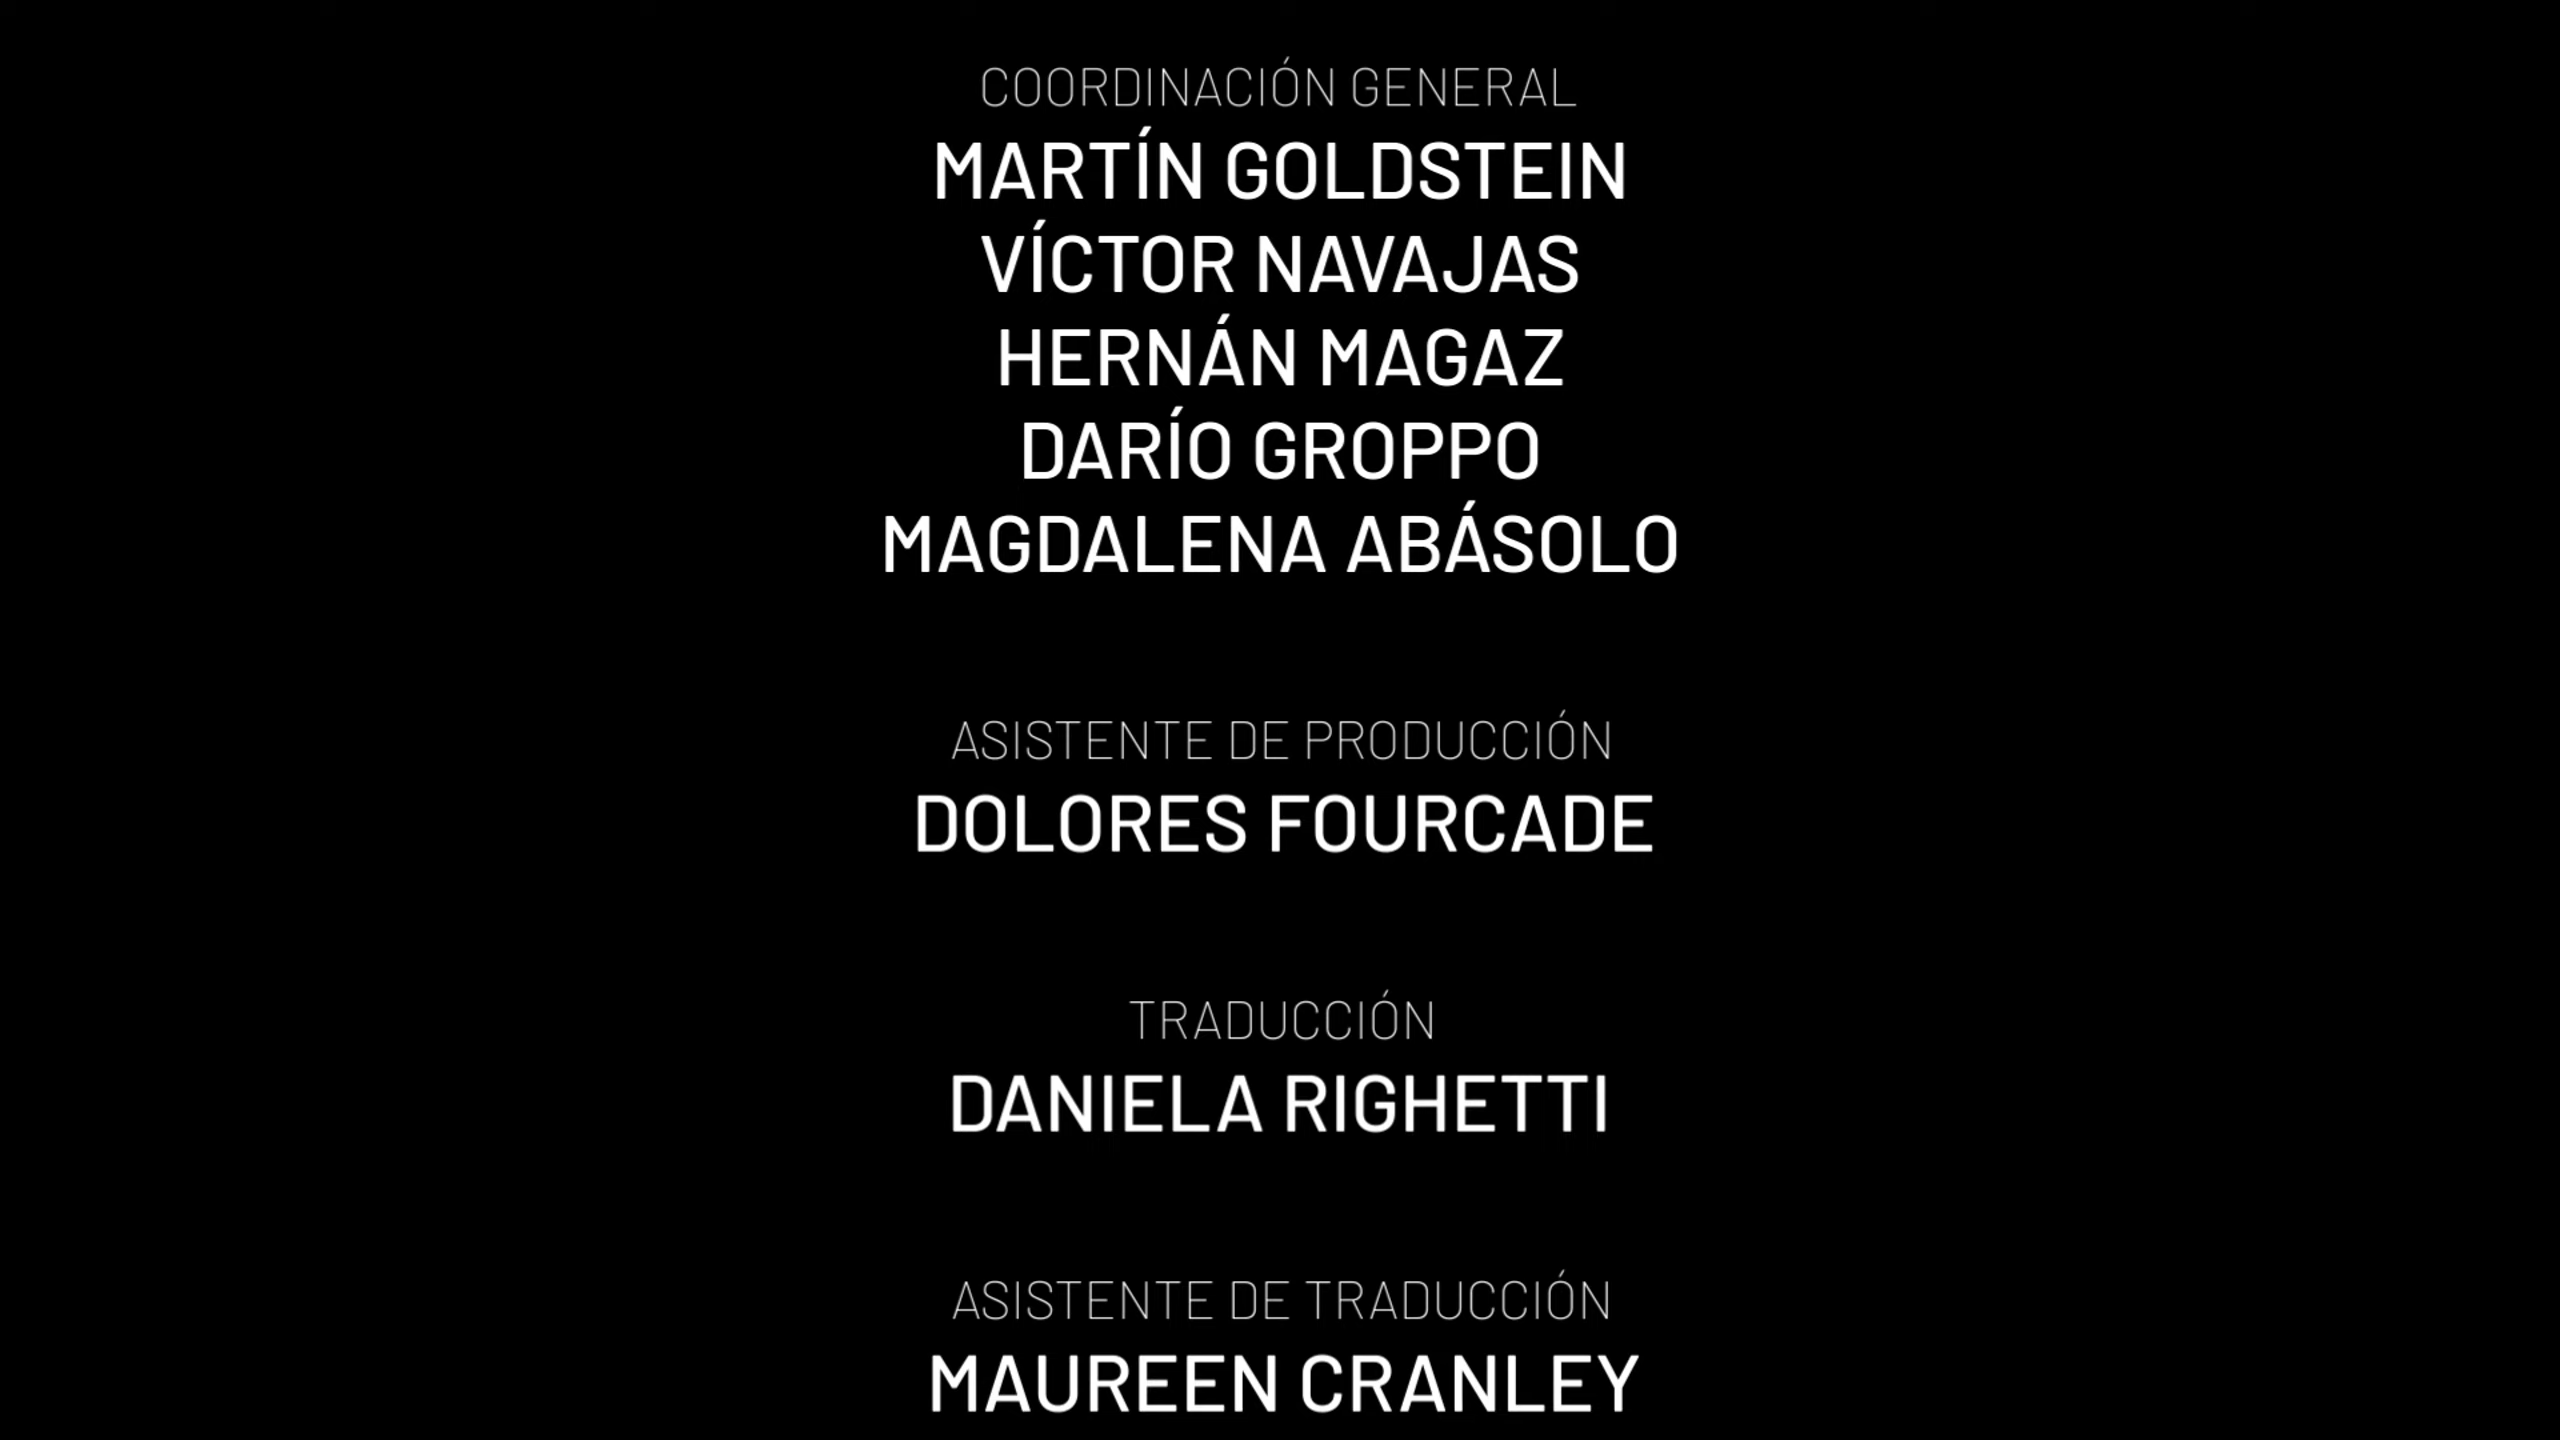 COORDINACIÓN GENERAL
MARTÍN GOLDSTEIN
VÍCTOR NAVAJAS
HERNÁN MAGAZ
DARÍO GROPPO
MAGDALENA ABÁSOLO
ASISTENTE DE PRODUCCIÓN
DOLORES FOURCADE
TRADUCCIÓN
DANIELA RIGHETTI
ASISTENTE DE TRADUCCIÓN
MAUREEN CRANLEY